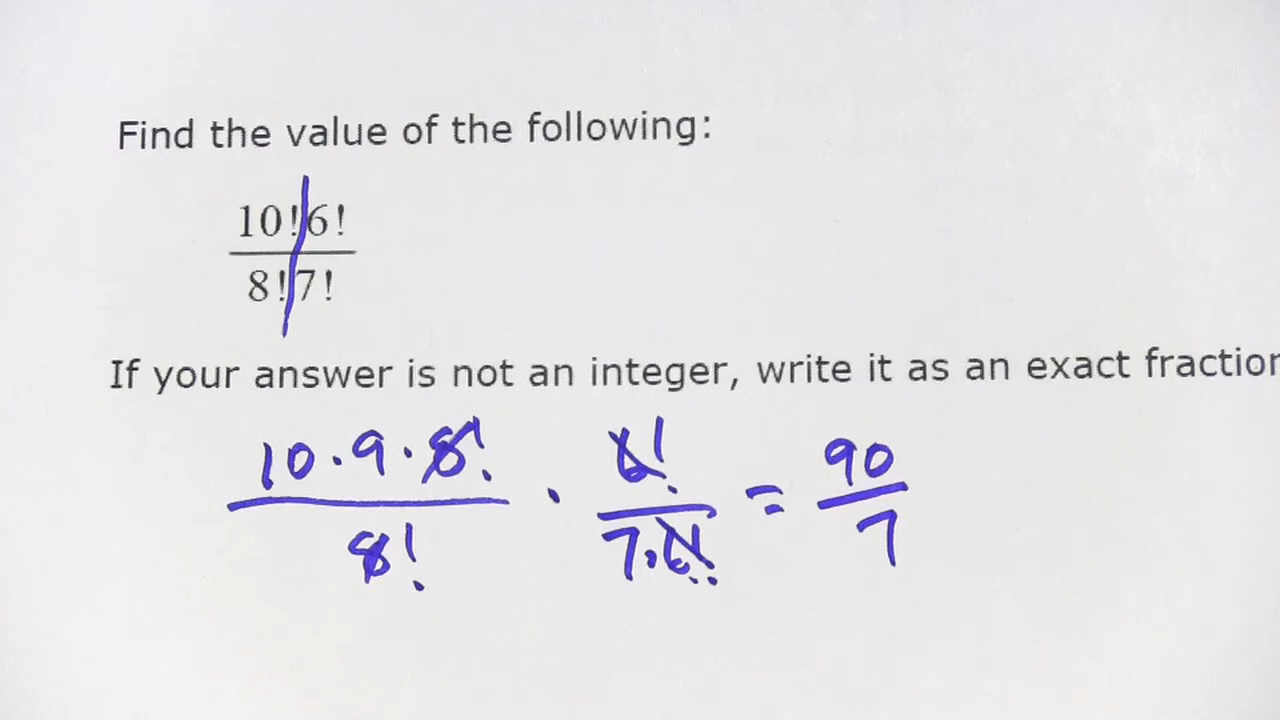 Find the value of the following:
10!6!
8!7!
If your answer is not an integer, write it as an exact fraction
10 · 9 · 8! · 6! = 90
8! 7 · 6! 7